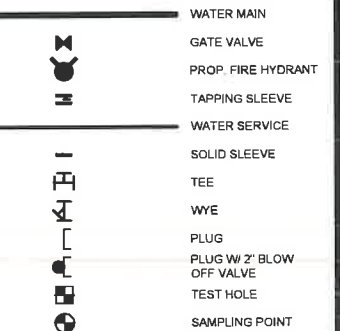 WATER MAIN
GATE VALVE
PROP. FIRE HYDRANT
TAPPING SLEEVE
WATER SERVICE
SOLID SLEEVE
TEE
WYE
PLUG
PLUG W/ 2" BLOW
OFF VALVE
TEST HOLE
SAMPLING POINT